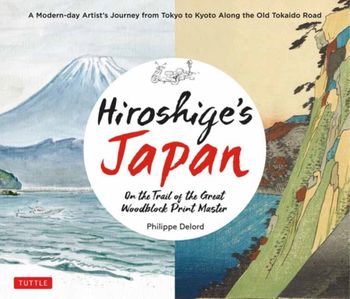 A Modern-day Artist's Journey from Tokyo to Kyoto Along the Old Tokaido Road
Hiroshige's
Japan
On the Trail of the Great
Woodblock Print Master
Philippe Delord
TUTTLE